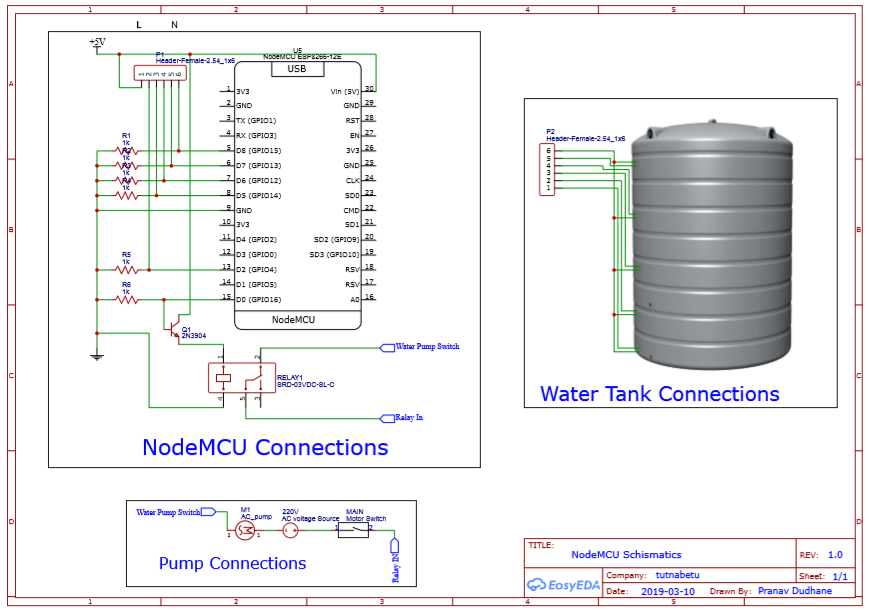 1 2 3 4 5
L N
+5V
P1
Header-Female-2.54_1x6
1 2 3 4 5 6
U5
NodeMCU ESP8266-12E
USB
1 3V3 Vin (5V) 30
2 GND GND 29
3 TX (GPIO1) RST 28
4 RX (GPIO3) EN 27
5 D8 (GPIO15) 3V3 26
6 D7 (GPIO13) GND 25
7 D6 (GPIO12) CLK 24
8 D5 (GPIO14) SD0 23
9 GND CMD 22
10 3V3 SD1 21
11 D4 (GPIO2) SD2 (GPIO9) 20
12 D3 (GPIO0) SD3 (GPIO10) 19
13 D2 (GPIO4) RSV 18
14 D1 (GPIO5) RSV 17
15 D0 (GPIO16) A0 16
NodeMCU
R1
1k
R2
1k
R3
1k
R4
1k
R5
1k
R6
1k
Q1
2N3904
1 2
RELAY1
SRD-03VDC-SL-C
4 5 3
Water Pump Switch
Relay In
NodeMCU Connections
P2
Header-Female-2.54_1x6
6
5
4
3
2
1
Water Tank Connections
Water Pump Switch
M1
AC_pump
1 1
220V
AC voltage Source
MAIN
Motor Switch
1 2
Relay IN
Pump Connections
A A
B B
C C
D D
TITLE:
NodeMCU Schismatics
REV: 1.0
EasyEDA
Company: tutnabetu
Sheet: 1/1
Date: 2019-03-10
Drawn By: Pranav Dudhane
1 2 3 4 5